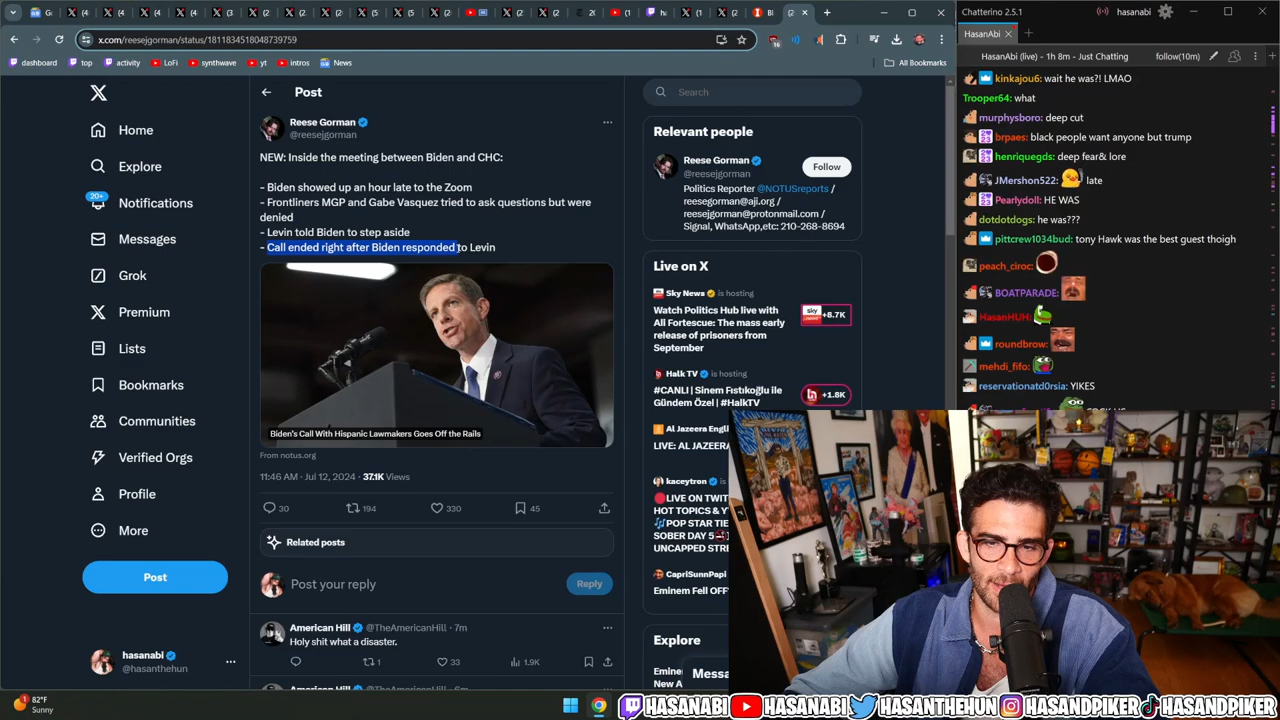 Chatterino 2.5.1
hasanabi
x.com/reesejgorman/status/1811834518048739759
HasanAbi
dashboard
top
activity
LoFi
synthwave
yt
intros
News
All Bookmarks
HasanAbi (live) - 1h 8m - Just Chatting
follow(10m)
Home
Explore
20+
Notifications
Messages
Grok
Premium
Lists
Bookmarks
Communities
Verified Orgs
Profile
More
Post
hasanabi
@hasanthehun
Post
Reese Gorman
@reesejgorman
NEW: Inside the meeting between Biden and CHC:
- Biden showed up an hour late to the Zoom
- Frontliners MGP and Gabe Vasquez tried to ask questions but were
denied
- Levin told Biden to step aside
- Call ended right after Biden responded to Levin
Biden's Call With Hispanic Lawmakers Goes Off the Rails
From notus.org
11:46 AM · Jul 12, 2024 · 37.1K Views
30
194
330
45
Related posts
Post your reply
Reply
American Hill @TheAmericanHill · 7m
Holy shit what a disaster.
1
33
1.9K
Search
Relevant people
Reese Gorman
@reesejgorman
Follow
Politics Reporter @NOTUSreports /
reesejgorman@aji.org /
reesejgorman@protonmail.com /
Signal, WhatsApp,etc: 210-268-8694
Live on X
Sky News is hosting
Watch Politics Hub live with
Ali Fortescue: The mass early
release of prisoners from
September
+8.7K
Halk TV is hosting
#CANLI | Sinem Fıstıkoğlu ile
Gündem Özel | #HalkTV
+1.8K
Al Jazeera Eng
LIVE: AL JAZEER
kaceytron is
LIVE ON TWIT
HOT TOPICS & Y
POP STAR TIE
SOBER DAY 5
UNCAPPED STRE
CapriSunnPapi
Eminem Fell OFF
Explore
Messa
kinkajou6: wait he was?! LMAO
Trooper64: what
murphysboro: deep cut
brpaes: black people want anyone but trump
henriquegds: deep fear& lore
JMershon522: late
Pearlydoll: HE WAS
dotdotdogs: he was???
pittcrew1034bud: tony Hawk was the best guest thoigh
peach_ciroc:
BOATPARADE:
HasanHUH:
roundbrow:
mehdi_fifo:
reservationatd0rsia: YIKES
82°F
Sunny
HASANABI
HASANABI
HASANTHEHUN
HASANDPIKER
HASANDPIKER